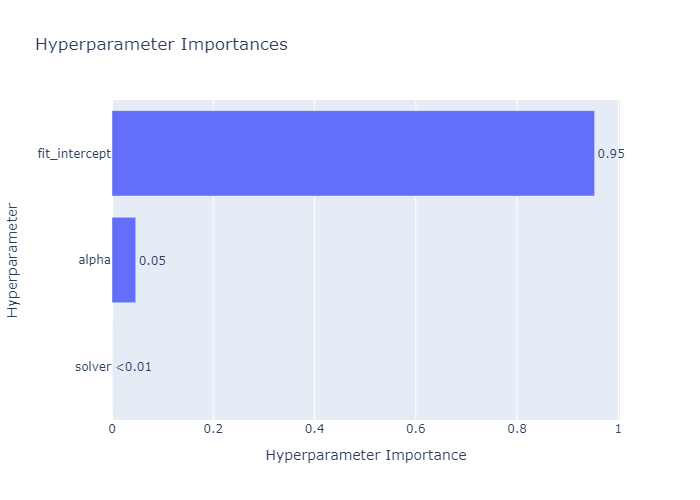 Hyperparameter Importances
Hyperparameter
fit_intercept
0.95
alpha
0.05
solver
<0.01
0 0.2 0.4 0.6 0.8 1
Hyperparameter Importance